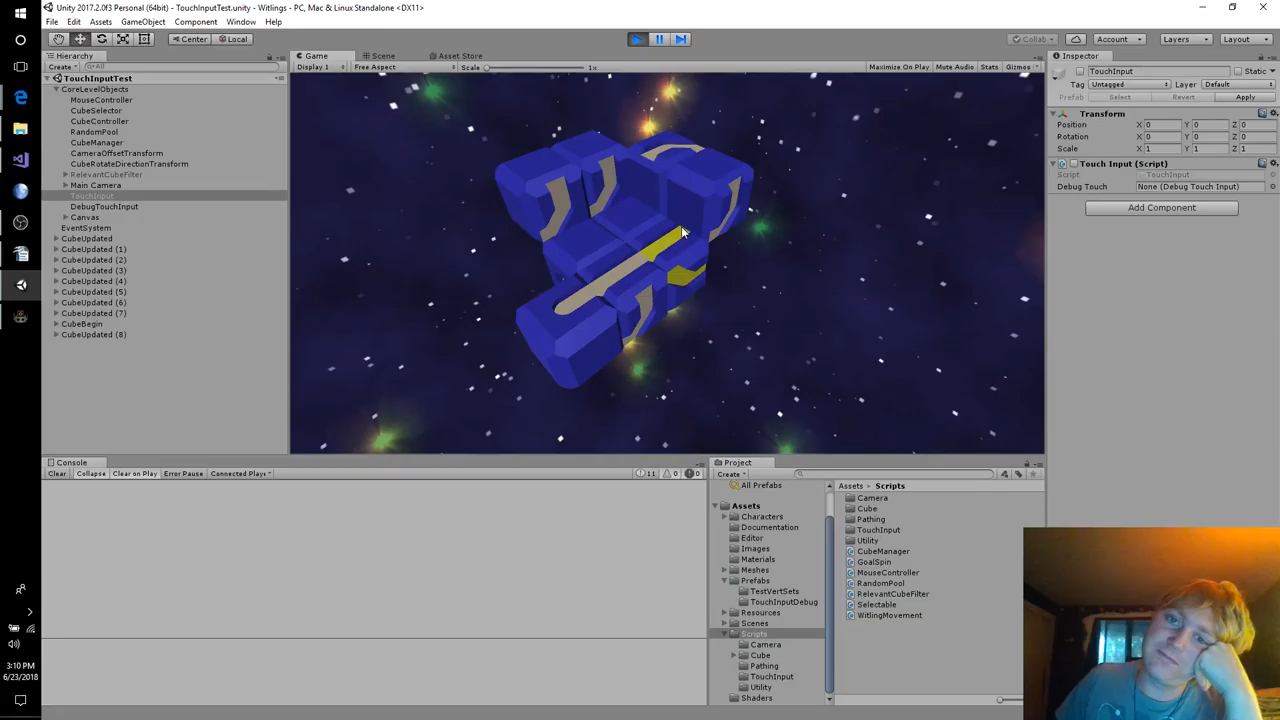 Unity 2017.2.0f3 Personal (64bit) - TouchInputTest.unity - Witlings - PC, Mac & Linux Standalone <DX11>
File Edit Assets GameObject Component Window Help
Center Local Collab Account Layers Layout
Hierarchy
Create All
TouchInputTest
CoreLevelObjects
MouseController
CubeSelector
CubeController
RandomPool
CubeManager
CameraOffsetTransform
CubeRotateDirectionTransform
RelevantCubeFilter
Main Camera
TouchInput
DebugTouchInput
Canvas
EventSystem
CubeUpdated
CubeUpdated (1)
CubeUpdated (2)
CubeUpdated (3)
CubeUpdated (4)
CubeUpdated (5)
CubeUpdated (6)
CubeUpdated (7)
CubeBegin
CubeUpdated (8)
Game Scene Asset Store
Display 1 Free Aspect Scale 1x Maximize On Play Mute Audio Stats Gizmos
Inspector
TouchInput Static
Tag Untagged Layer Default
Prefab Select Revert Apply
Transform
Position X 0 Y 0 Z 0
Rotation X 0 Y 0 Z 0
Scale X 1 Y 1 Z 1
Touch Input (Script)
Script TouchInput
Debug Touch None (Debug Touch Input)
Add Component
Console
Clear Collapse Clear on Play Error Pause Connected Player 11 0 0
Project
Create
All Prefabs
Assets
Characters
Documentation
Editor
Images
Materials
Meshes
Prefabs
TestVertSets
TouchInputDebug
Resources
Scenes
Scripts
Camera
Cube
Pathing
TouchInput
Utility
Shaders
Assets Scripts
Camera
Cube
Pathing
TouchInput
Utility
CubeManager
GoalSpin
MouseController
RandomPool
RelevantCubeFilter
Selectable
WitlingMovement
3:10 PM
6/23/2018